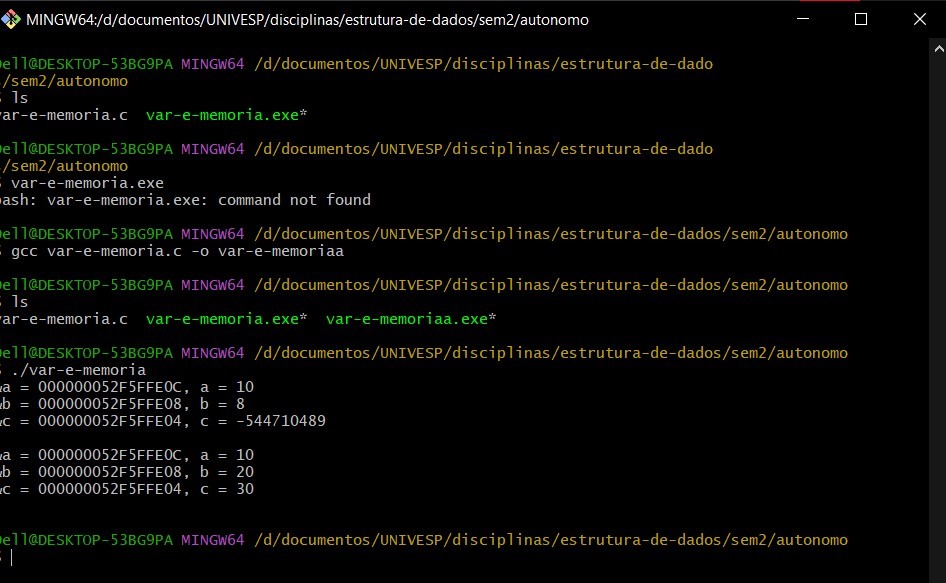 MINGW64:/d/documentos/UNIVESP/disciplinas/estrutura-de-dados/sem2/autonomo
Dell@DESKTOP-53BG9PA MINGW64 /d/documentos/UNIVESP/disciplinas/estrutura-de-dado
s/sem2/autonomo
$ ls
var-e-memoria.c  var-e-memoria.exe*
Dell@DESKTOP-53BG9PA MINGW64 /d/documentos/UNIVESP/disciplinas/estrutura-de-dado
s/sem2/autonomo
$ var-e-memoria.exe
bash: var-e-memoria.exe: command not found
Dell@DESKTOP-53BG9PA MINGW64 /d/documentos/UNIVESP/disciplinas/estrutura-de-dados/sem2/autonomo
$ gcc var-e-memoria.c -o var-e-memoriaa
Dell@DESKTOP-53BG9PA MINGW64 /d/documentos/UNIVESP/disciplinas/estrutura-de-dados/sem2/autonomo
$ ls
var-e-memoria.c  var-e-memoria.exe*  var-e-memoriaa.exe*
Dell@DESKTOP-53BG9PA MINGW64 /d/documentos/UNIVESP/disciplinas/estrutura-de-dados/sem2/autonomo
$ ./var-e-memoria
&a = 000000052F5FFE0C, a = 10
&b = 000000052F5FFE08, b = 8
&c = 000000052F5FFE04, c = -544710489
&a = 000000052F5FFE0C, a = 10
&b = 000000052F5FFE08, b = 20
&c = 000000052F5FFE04, c = 30
Dell@DESKTOP-53BG9PA MINGW64 /d/documentos/UNIVESP/disciplinas/estrutura-de-dados/sem2/autonomo
$